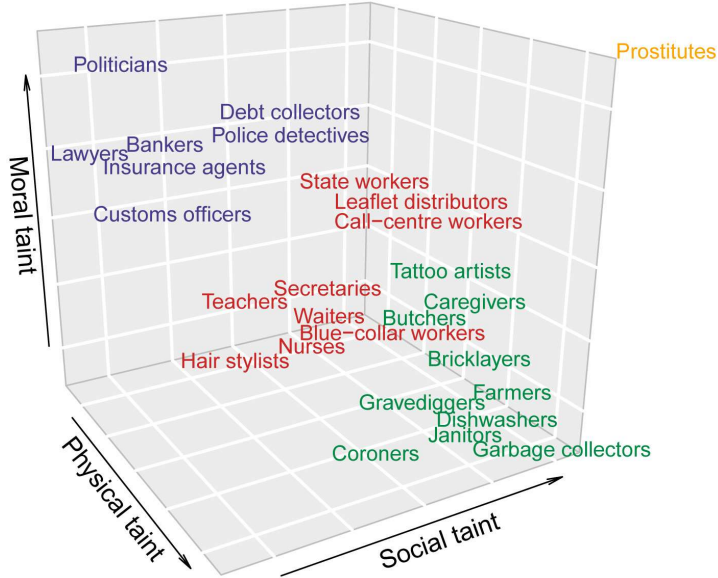 Prostitutes
Politicians
Debt collectors
Police detectives
Bankers
Lawyers
Insurance agents
State workers
Leaflet distributors
Customs officers
Call−centre workers
Moral taint
Tattoo artists
Secretaries
Teachers
Caregivers
Waiters
Butchers
Blue−collar workers
Nurses
Hair stylists
Bricklayers
Farmers
Gravediggers
Dishwashers
Janitors
Garbage collectors
Coroners
Physical taint
Social taint